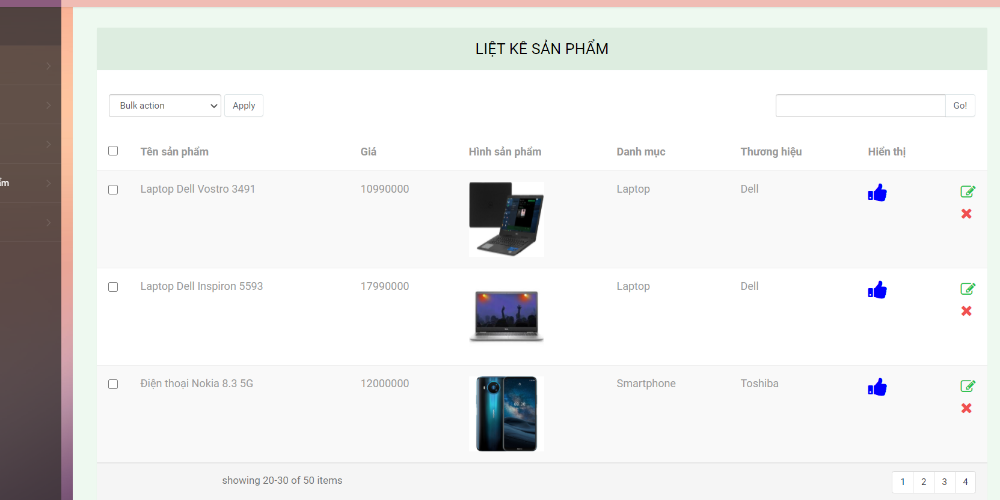 LIỆT KÊ SẢN PHẨM
Bulk action Apply Go!
Tên sản phẩm Giá Hình sản phẩm Danh mục Thương hiệu Hiển thị
ẩm
Laptop Dell Vostro 3491 10990000 Laptop Dell
Laptop Dell Inspiron 5593 17990000 Laptop Dell
Điện thoại Nokia 8.3 5G 12000000 Smartphone Toshiba
08:30
showing 20-30 of 50 items 1 2 3 4